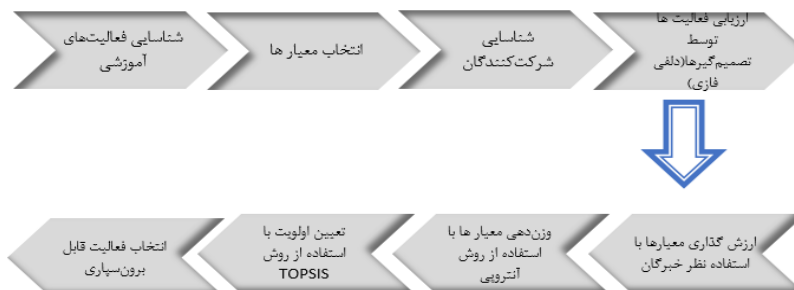 شناسایی فعالیت‌های
آموزشی
انتخاب معیار ها
شناسایی
شرکت‌کنندگان
ارزیابی فعالیت ها
توسط
تصمیم‌گیرها(دلفی
فازی)
ارزش گذاری معیارها با
استفاده نظر خبرگان
وزن‌دهی معیار ها با
استفاده از روش
آنتروپی
تعیین اولویت با
استفاده از روش
TOPSIS
انتخاب فعالیت قابل
برون‌سپاری